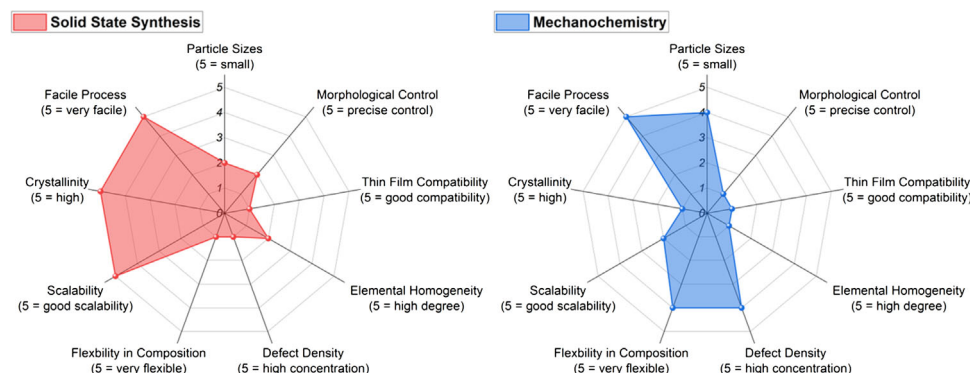 Solid State Synthesis
Particle Sizes
(5 = small)
Facile Process
(5 = very facile)
Morphological Control
(5 = precise control)
5
4
3
2
1
0
Crystallinity
(5 = high)
Thin Film Compatibility
(5 = good compatibility)
Scalability
(5 = good scalability)
Elemental Homogeneity
(5 = high degree)
Flexbility in Composition
(5 = very flexible)
Defect Density
(5 = high concentration)
Mechanochemistry
Particle Sizes
(5 = small)
Facile Process
(5 = very facile)
Morphological Control
(5 = precise control)
5
4
3
2
1
0
Crystallinity
(5 = high)
Thin Film Compatibility
(5 = good compatibility)
Scalability
(5 = good scalability)
Elemental Homogeneity
(5 = high degree)
Flexbility in Composition
(5 = very flexible)
Defect Density
(5 = high concentration)